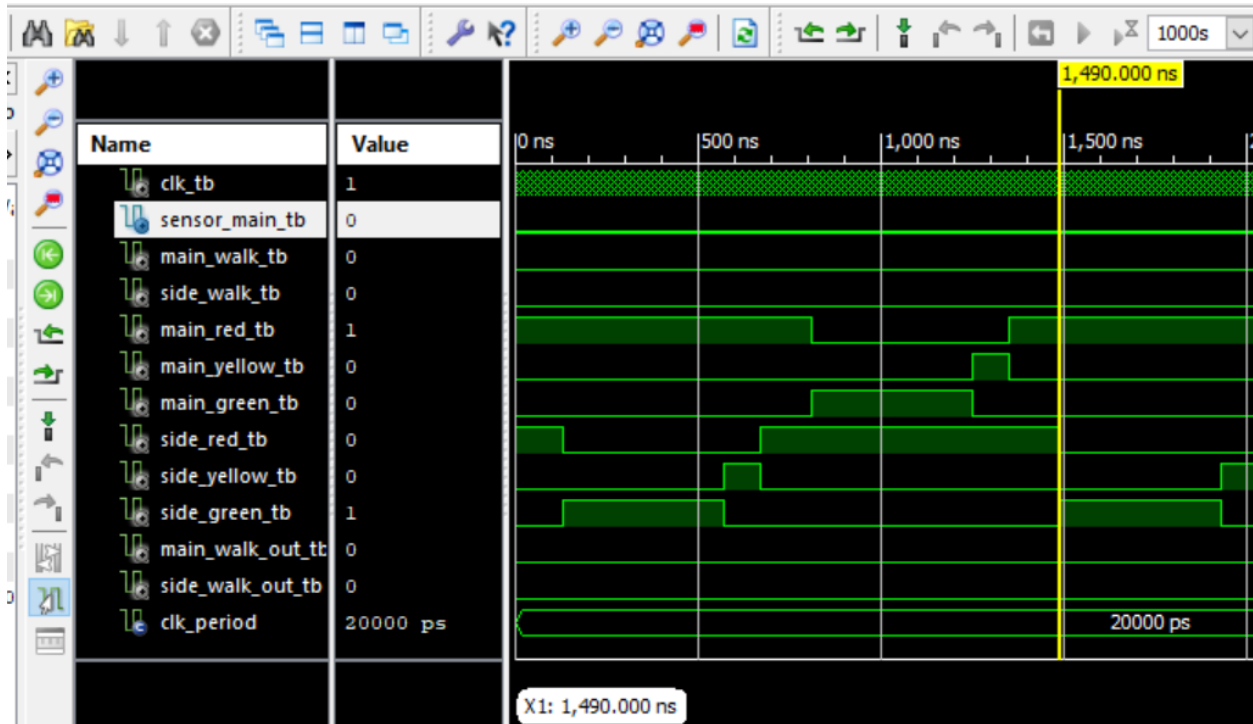 1000s
1,490.000 ns
Name Value
0 ns 500 ns 1,000 ns 1,500 ns
clk_tb 1
sensor_main_tb 0
main_walk_tb 0
side_walk_tb 0
main_red_tb 1
main_yellow_tb 0
main_green_tb 0
side_red_tb 0
side_yellow_tb 0
side_green_tb 1
main_walk_out_tb 0
side_walk_out_tb 0
clk_period 20000 ps 20000 ps
X1: 1,490.000 ns